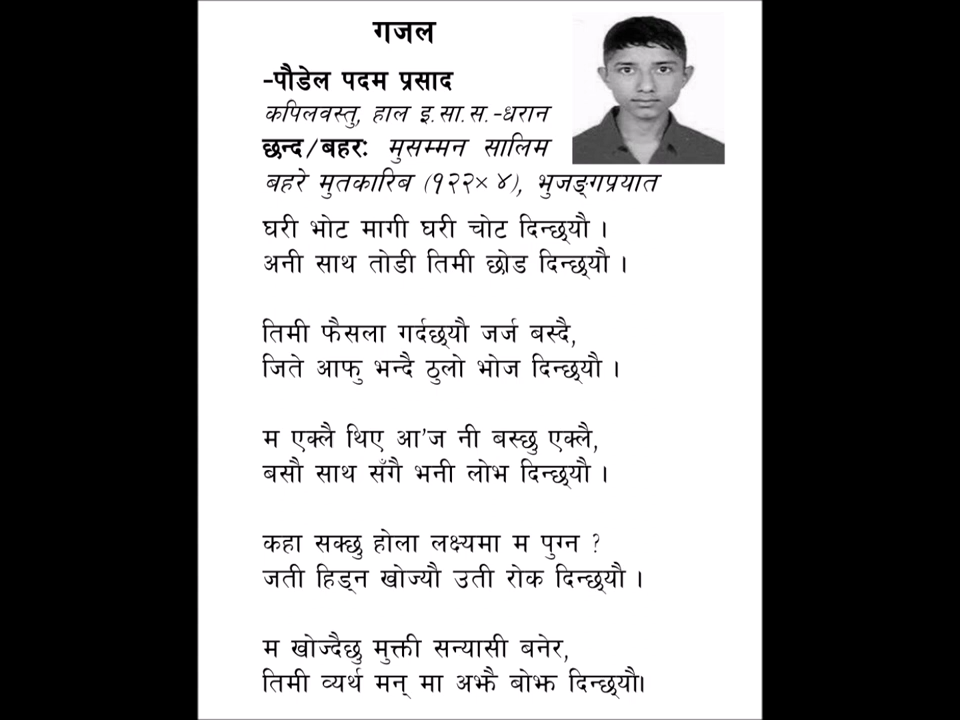 गजल
-पौडेल पदम प्रसाद
कपिलवस्तु, हाल इ.सा.स.-धरान
छन्द/बहरः मुसम्मन सालिम
बहरे मुतकारिब (१२२×४), भुजङ्गप्रयात
घरी भोट मागी घरी चोट दिन्छ्यौ ।
अनी साथ तोडी तिमी छोड दिन्छ्यौ ।
तिमी फैसला गर्दछ्यौ जर्ज बस्दै,
जिते आफु भन्दै ठुलो भोज दिन्छ्यौ ।
म एक्लै थिए आ'ज नी बस्छु एक्लै,
बसौ साथ सँगै भनी लोभ दिन्छ्यौ ।
कहा सक्छु होला लक्ष्यमा म पुग्न ?
जती हिड्न खोज्यौ उती रोक दिन्छ्यौ ।
म खोज्दैछु मुक्ती सन्यासी बनेर,
तिमी व्यर्थ मन् मा अझै बोझ दिन्छ्यौ।